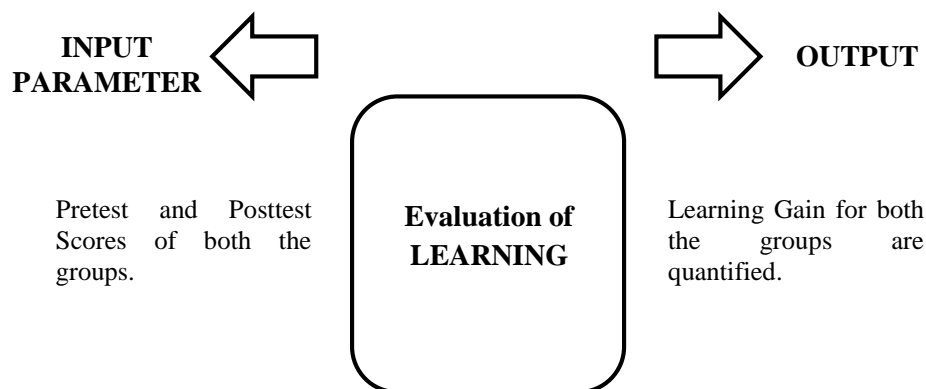 INPUT
PARAMETER
OUTPUT
Pretest and Posttest
Scores of both the
groups.
Evaluation of
LEARNING
Learning Gain for both
the groups are
quantified.